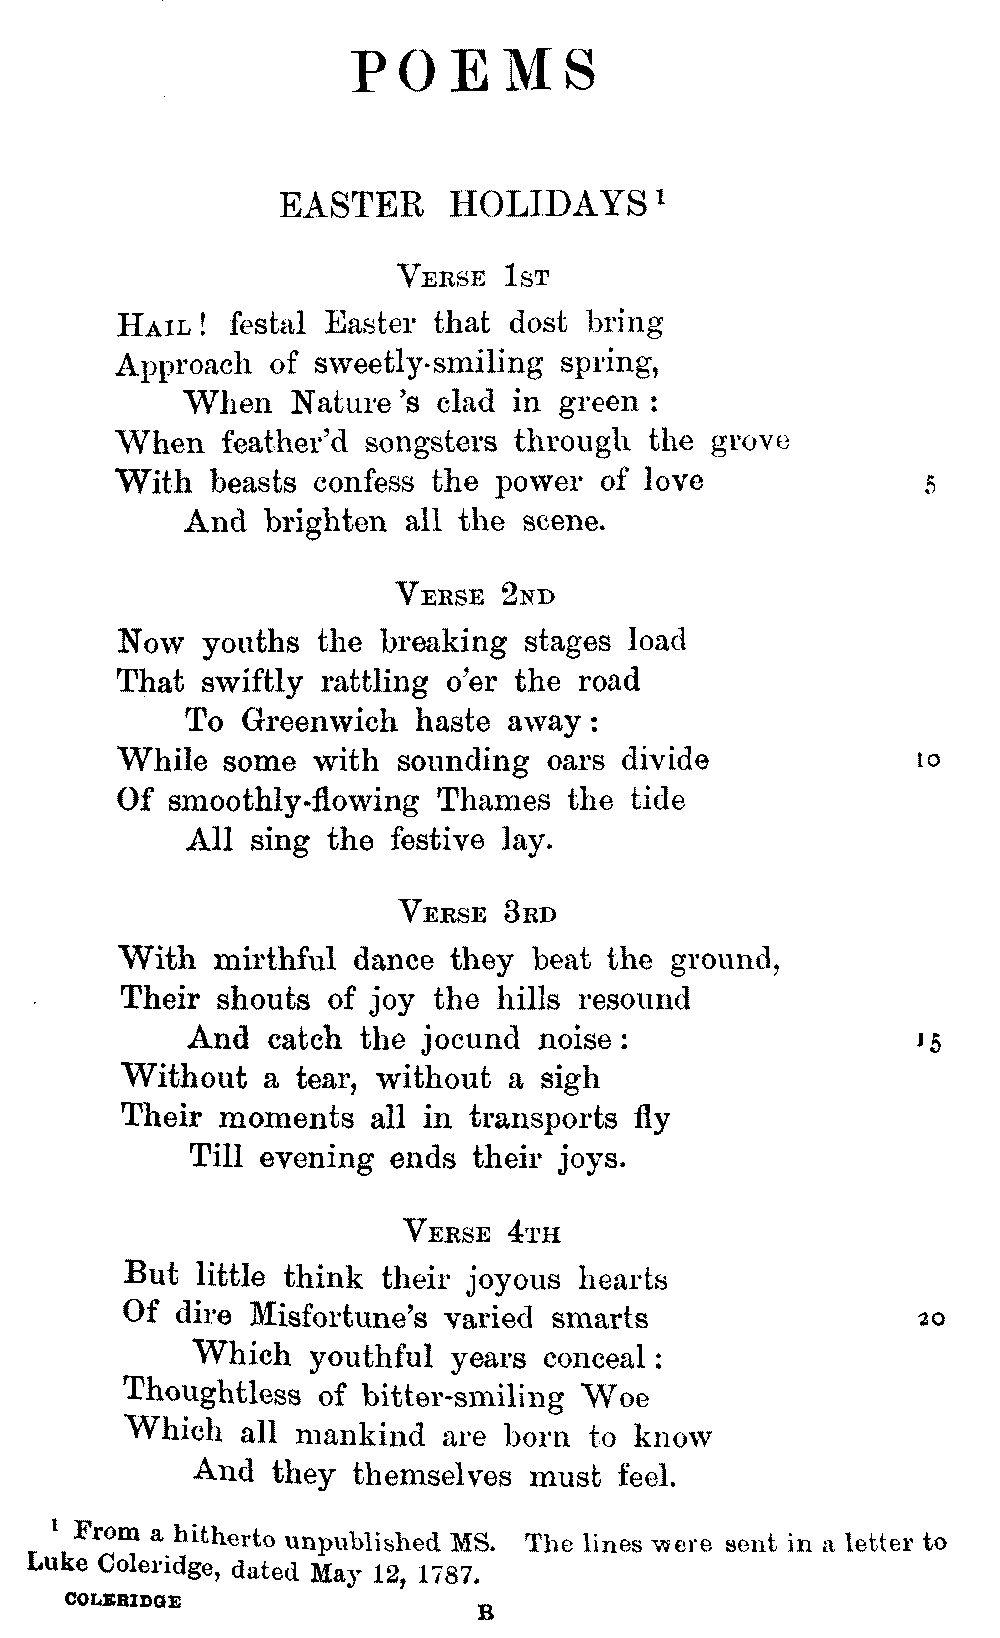 POEMS
EASTER HOLIDAYS¹
VERSE 1ST
HAIL! festal Easter that dost bring
Approach of sweetly-smiling spring,
When Nature's clad in green:
When feather'd songsters through the grove
With beasts confess the power of love 5
And brighten all the scene.
VERSE 2ND
Now youths the breaking stages load
That swiftly rattling o'er the road
To Greenwich haste away:
While some with sounding oars divide 10
Of smoothly-flowing Thames the tide
All sing the festive lay.
VERSE 3RD
With mirthful dance they beat the ground,
Their shouts of joy the hills resound
And catch the jocund noise: 15
Without a tear, without a sigh
Their moments all in transports fly
Till evening ends their joys.
VERSE 4TH
But little think their joyous hearts
Of dire Misfortune's varied smarts 20
Which youthful years conceal:
Thoughtless of bitter-smiling Woe
Which all mankind are born to know
And they themselves must feel.
¹ From a hitherto unpublished MS. The lines were sent in a letter to
Luke Coleridge, dated May 12, 1787.
COLERIDGE B